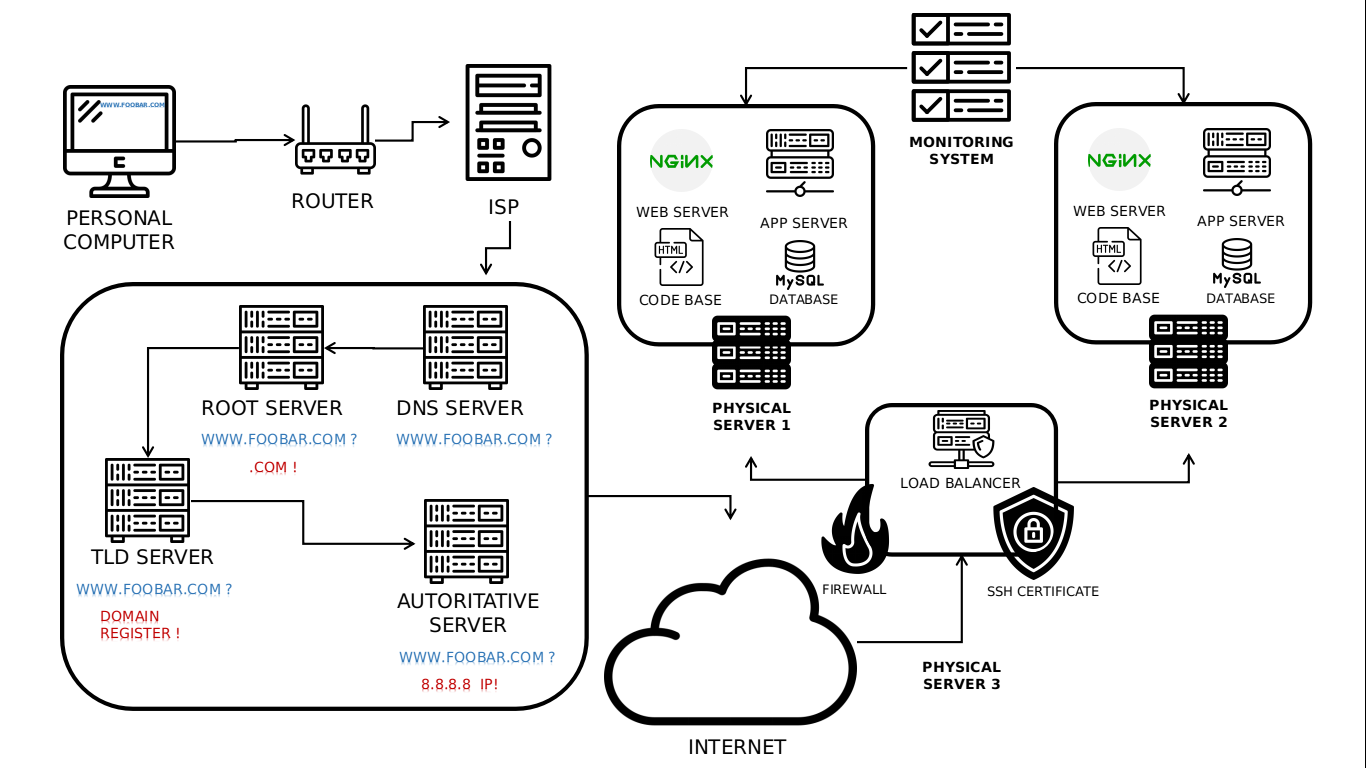 WWW.FOOBAR.COM
PERSONAL
COMPUTER
ROUTER
ISP
ROOT SERVER
WWW.FOOBAR.COM ?
.COM !
DNS SERVER
WWW.FOOBAR.COM ?
TLD SERVER
WWW.FOOBAR.COM ?
DOMAIN
REGISTER !
AUTORITATIVE
SERVER
WWW.FOOBAR.COM ?
8.8.8.8 IP!
INTERNET
MONITORING
SYSTEM
NGiNX
WEB SERVER
APP SERVER
HTML
</>
CODE BASE
MySQL
DATABASE
PHYSICAL
SERVER 1
NGiNX
WEB SERVER
APP SERVER
HTML
</>
CODE BASE
MySQL
DATABASE
PHYSICAL
SERVER 2
LOAD BALANCER
FIREWALL
SSH CERTIFICATE
PHYSICAL
SERVER 3